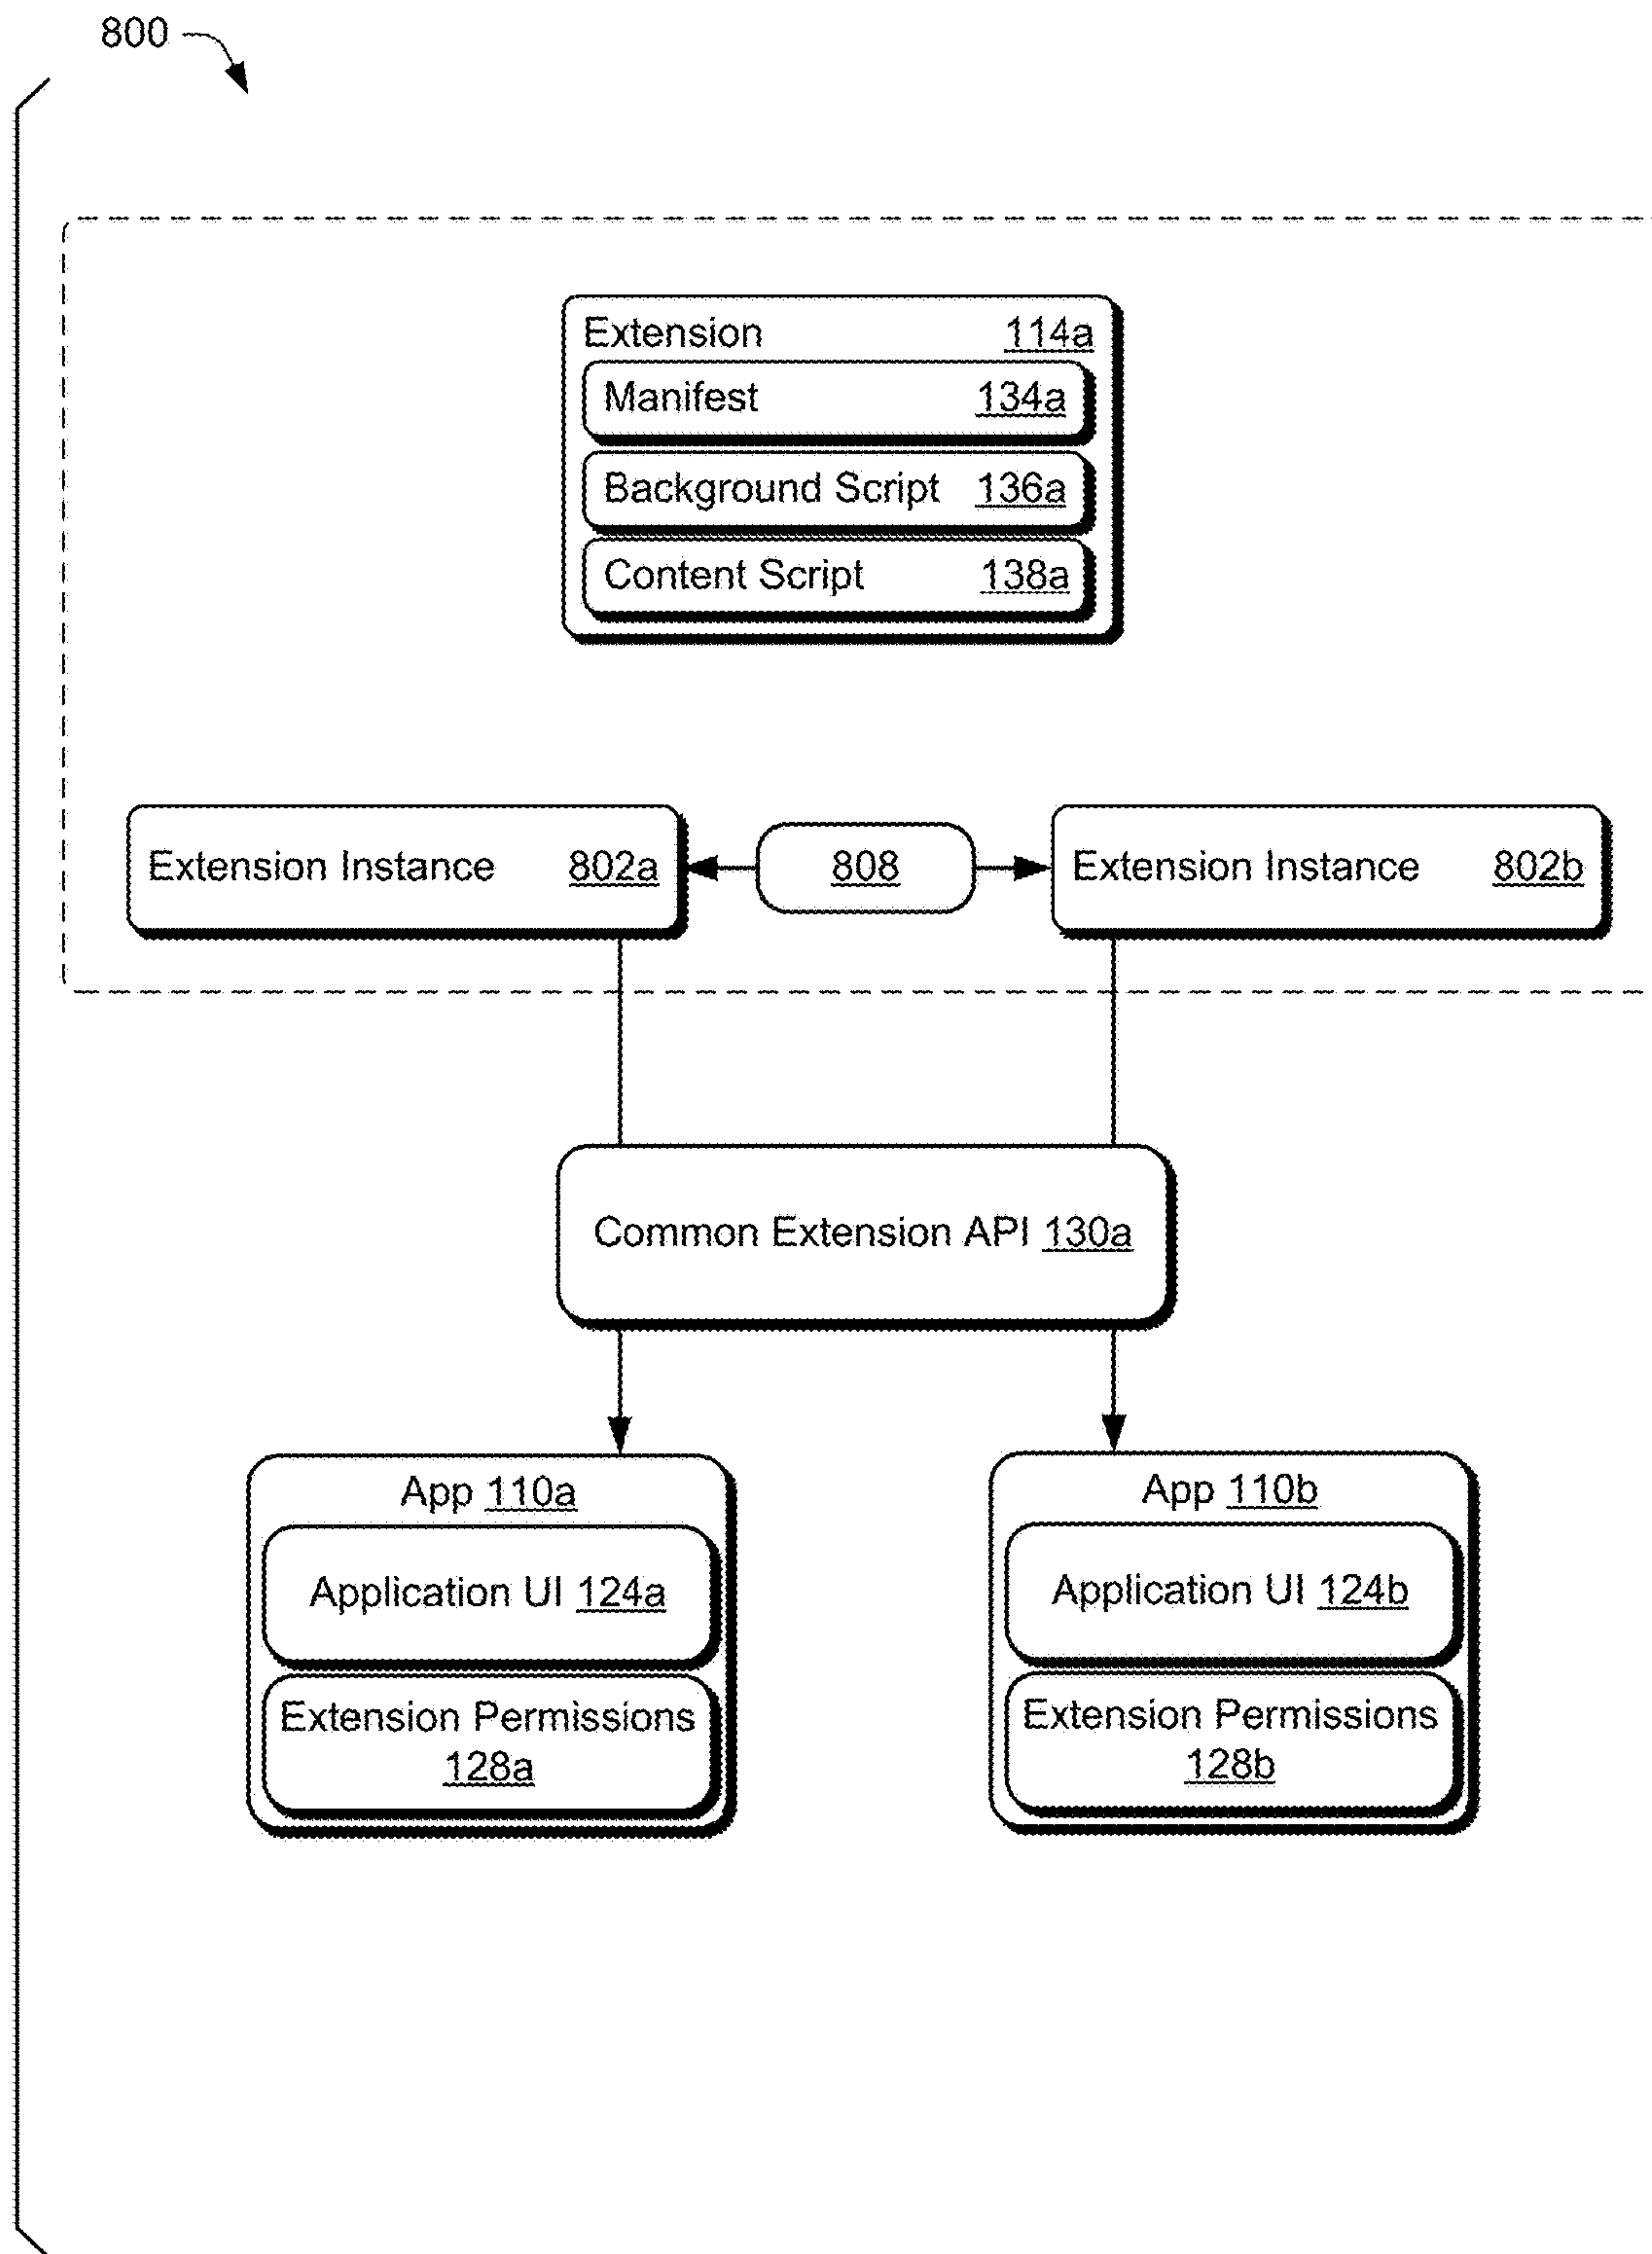 800
Extension 114a
Manifest 134a
Background Script 136a
Content Script 138a
Extension Instance 802a
808
Extension Instance 802b
Common Extension API 130a
App 110a
Application UI 124a
Extension Permissions
128a
App 110b
Application UI 124b
Extension Permissions
128b